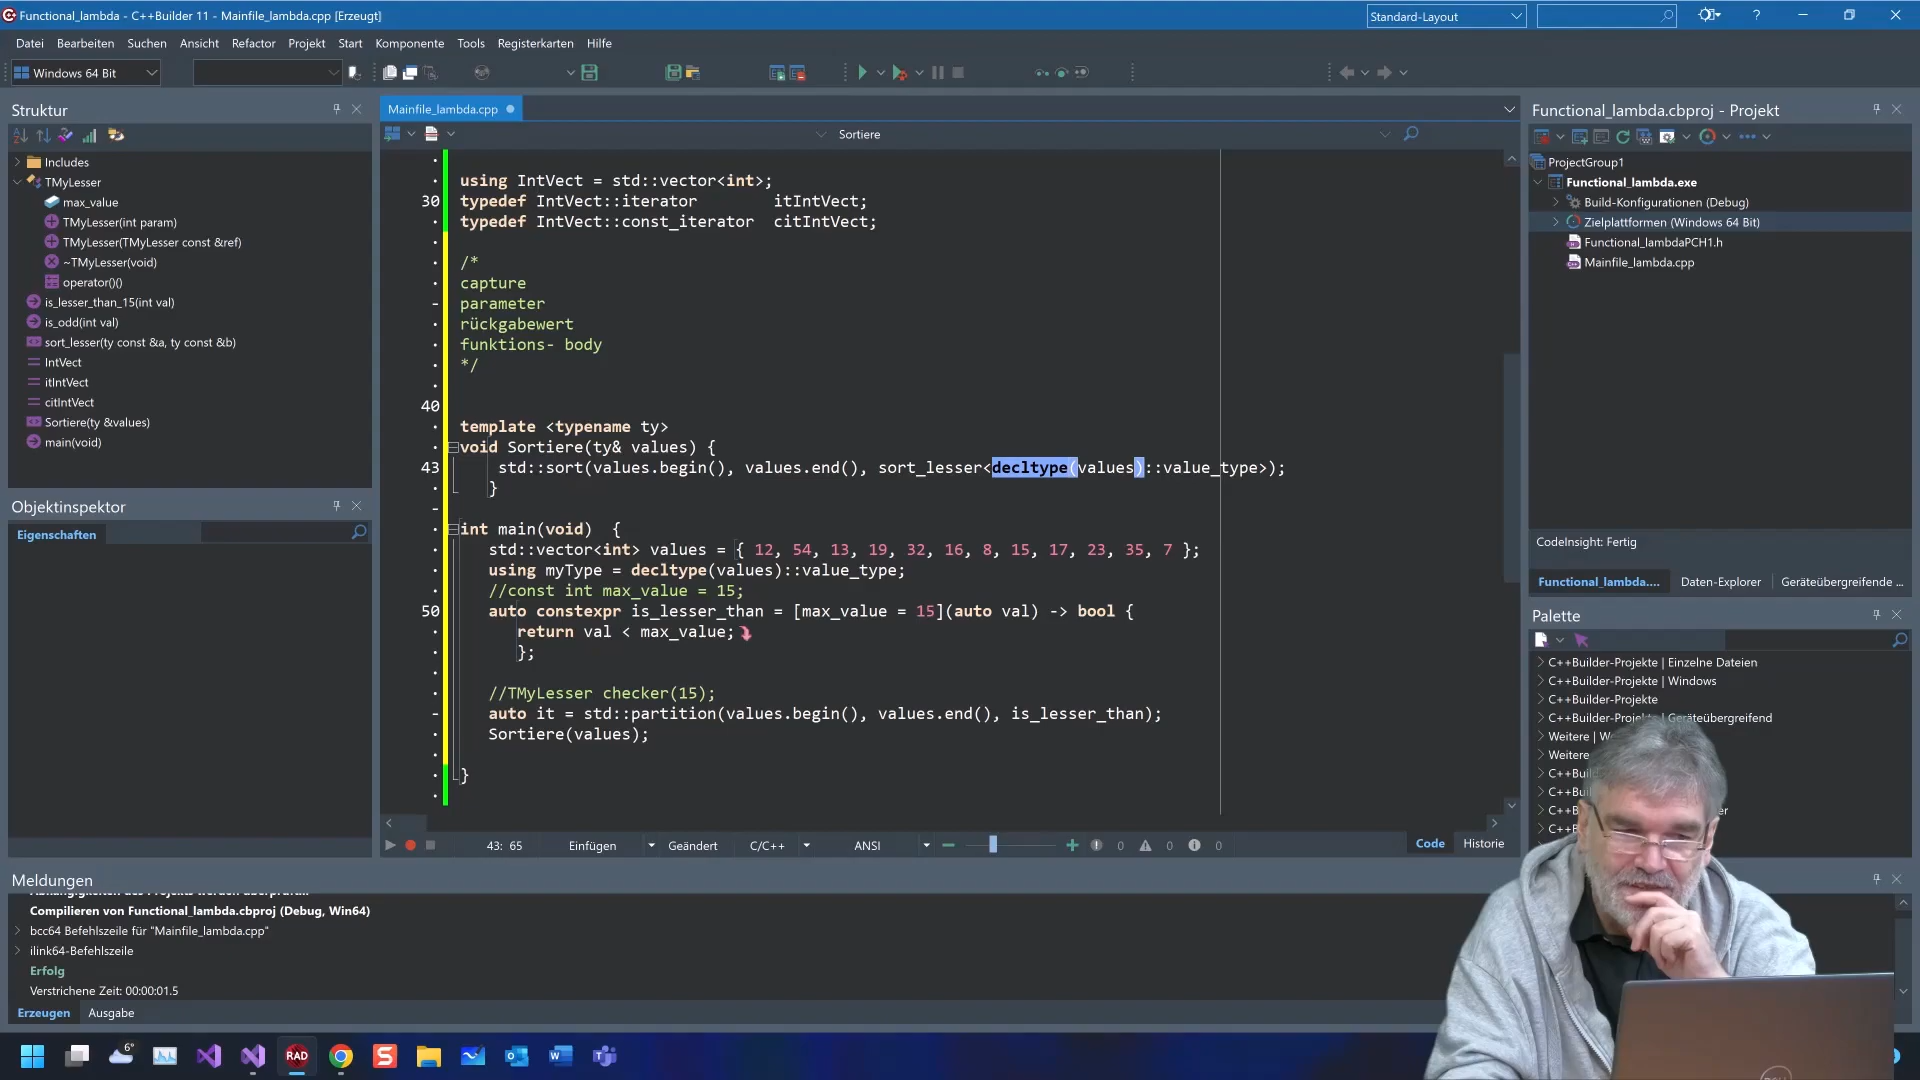 Functional_lambda - C++Builder 11 - Mainfile_lambda.cpp [Erzeugt]
Standard-Layout
Datei Bearbeiten Suchen Ansicht Refactor Projekt Start Komponente Tools Registerkarten Hilfe
Windows 64 Bit
Struktur
Includes
TMyLesser
max_value
TMyLesser(int param)
TMyLesser(TMyLesser const &ref)
~TMyLesser(void)
operator()()
is_lesser_than_15(int val)
is_odd(int val)
sort_lesser(ty const &a, ty const &b)
IntVect
itIntVect
citIntVect
Sortiere(ty &values)
main(void)
Objektinspektor
Eigenschaften
Mainfile_lambda.cpp
Sortiere
using IntVect = std::vector<int>;
30 typedef IntVect::iterator itIntVect;
typedef IntVect::const_iterator citIntVect;
/*
capture
parameter
rückgabewert
funktions- body
*/
40
template <typename ty>
void Sortiere(ty& values) {
43 std::sort(values.begin(), values.end(), sort_lesser<decltype(values)::value_type>);
}
int main(void) {
std::vector<int> values = { 12, 54, 13, 19, 32, 16, 8, 15, 17, 23, 35, 7 };
using myType = decltype(values)::value_type;
//const int max_value = 15;
50 auto constexpr is_lesser_than = [max_value = 15](auto val) -> bool {
return val < max_value;
};
//TMyLesser checker(15);
auto it = std::partition(values.begin(), values.end(), is_lesser_than);
Sortiere(values);
}
43: 65 Einfügen Geändert C/C++ ANSI 0 0 0 Code Historie
Functional_lambda.cbproj - Projekt
ProjectGroup1
Functional_lambda.exe
Build-Konfigurationen (Debug)
Zielplattformen (Windows 64 Bit)
Functional_lambdaPCH1.h
Mainfile_lambda.cpp
CodeInsight: Fertig
Functional_lambda.... Daten-Explorer Geräteübergreifende ...
Palette
C++Builder-Projekte | Einzelne Dateien
C++Builder-Projekte | Windows
C++Builder-Projekte
C++Builder-Projekte | Geräteübergreifend
Weitere | W
Weitere
C++Bui
C++Bui
C++Bui
C++
Meldungen
Compilieren von Functional_lambda.cbproj (Debug, Win64)
bcc64 Befehlszeile für "Mainfile_lambda.cpp"
ilink64-Befehlszeile
Erfolg
Verstrichene Zeit: 00:00:01.5
Erzeugen Ausgabe
6°
RAD